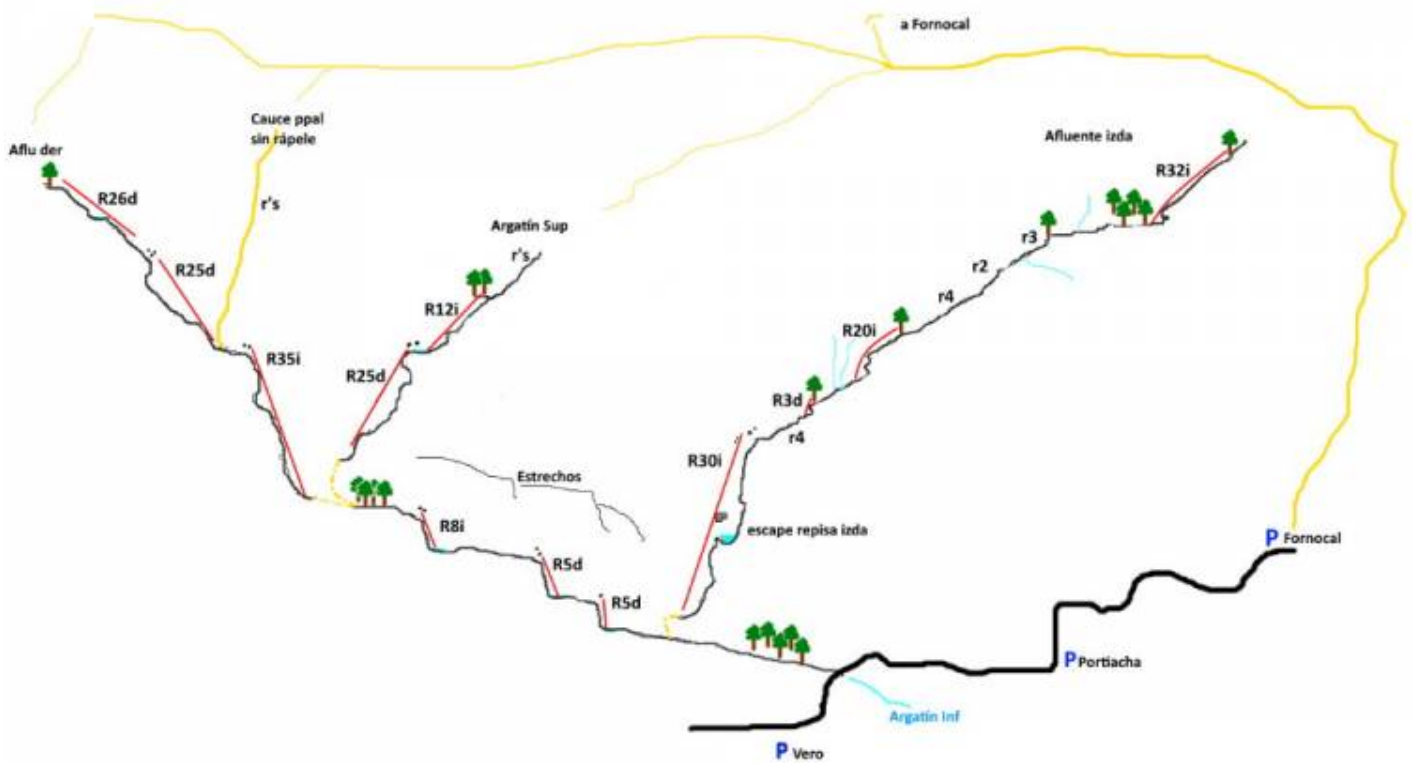 a Fornocal
Cauce ppal
sin rápele
Aflu der
Afluente izda
R32i
R26d
r's
Argatín Sup
r's
r3
r2
R25d
r4
R12i
R20i
R35i
R25d
R3d
r4
R30i
Estrechos
R8i
escape repisa izda
P Fornocal
R5d
R5d
P Portiacha
Argatín Inf
P Vero